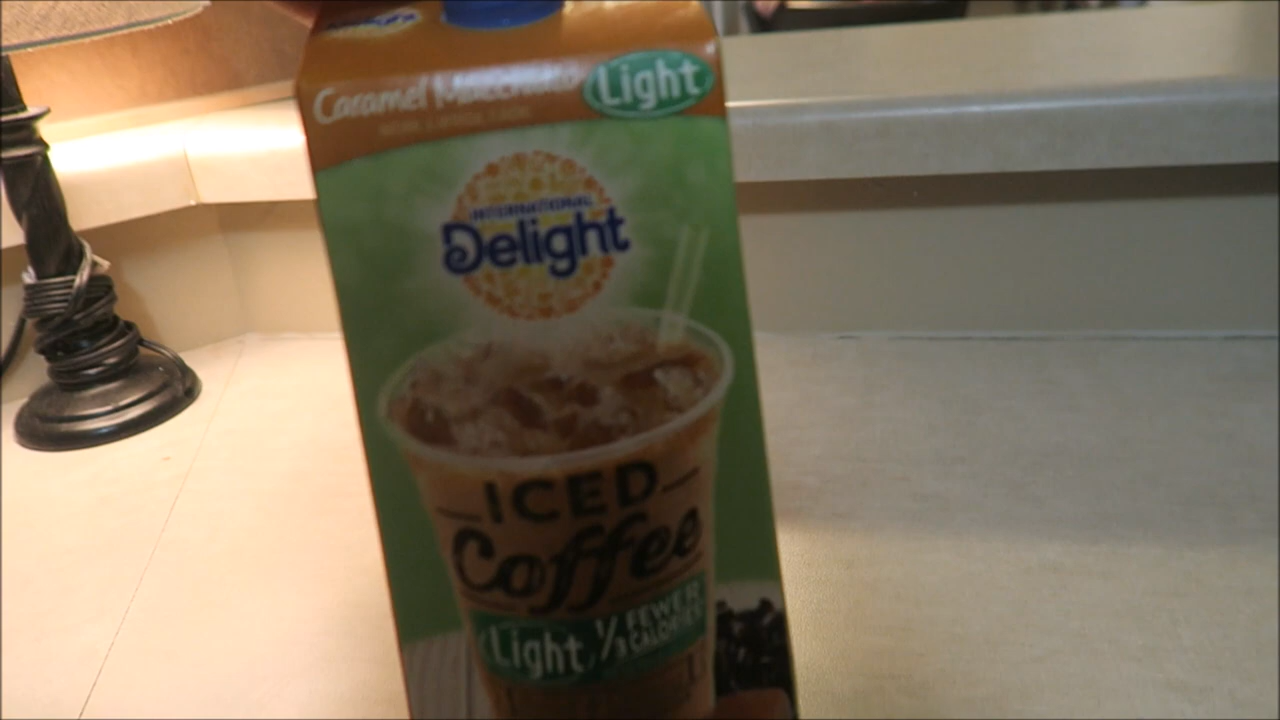 Caramel Macchiato Light
INTERNATIONAL
Delight
ICED
Coffee
Light 1/3 FEWER
CALORIES